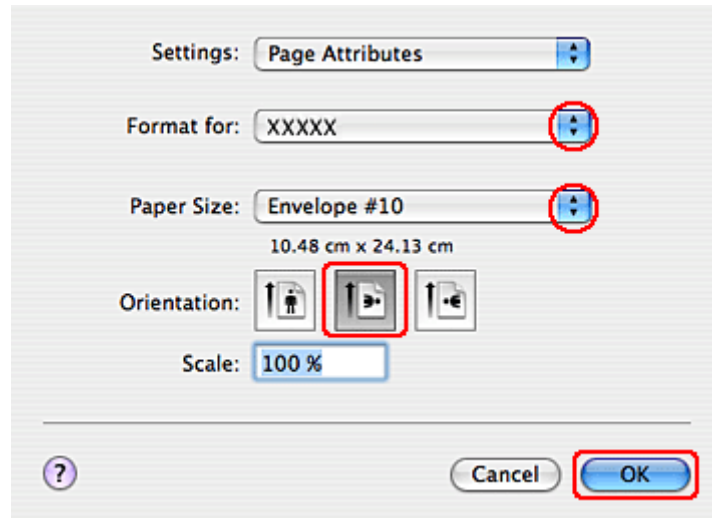 Settings: Page Attributes
Format for: XXXXX
Paper Size: Envelope #10
10.48 cm x 24.13 cm
Orientation:
Scale: 100 %
? Cancel OK